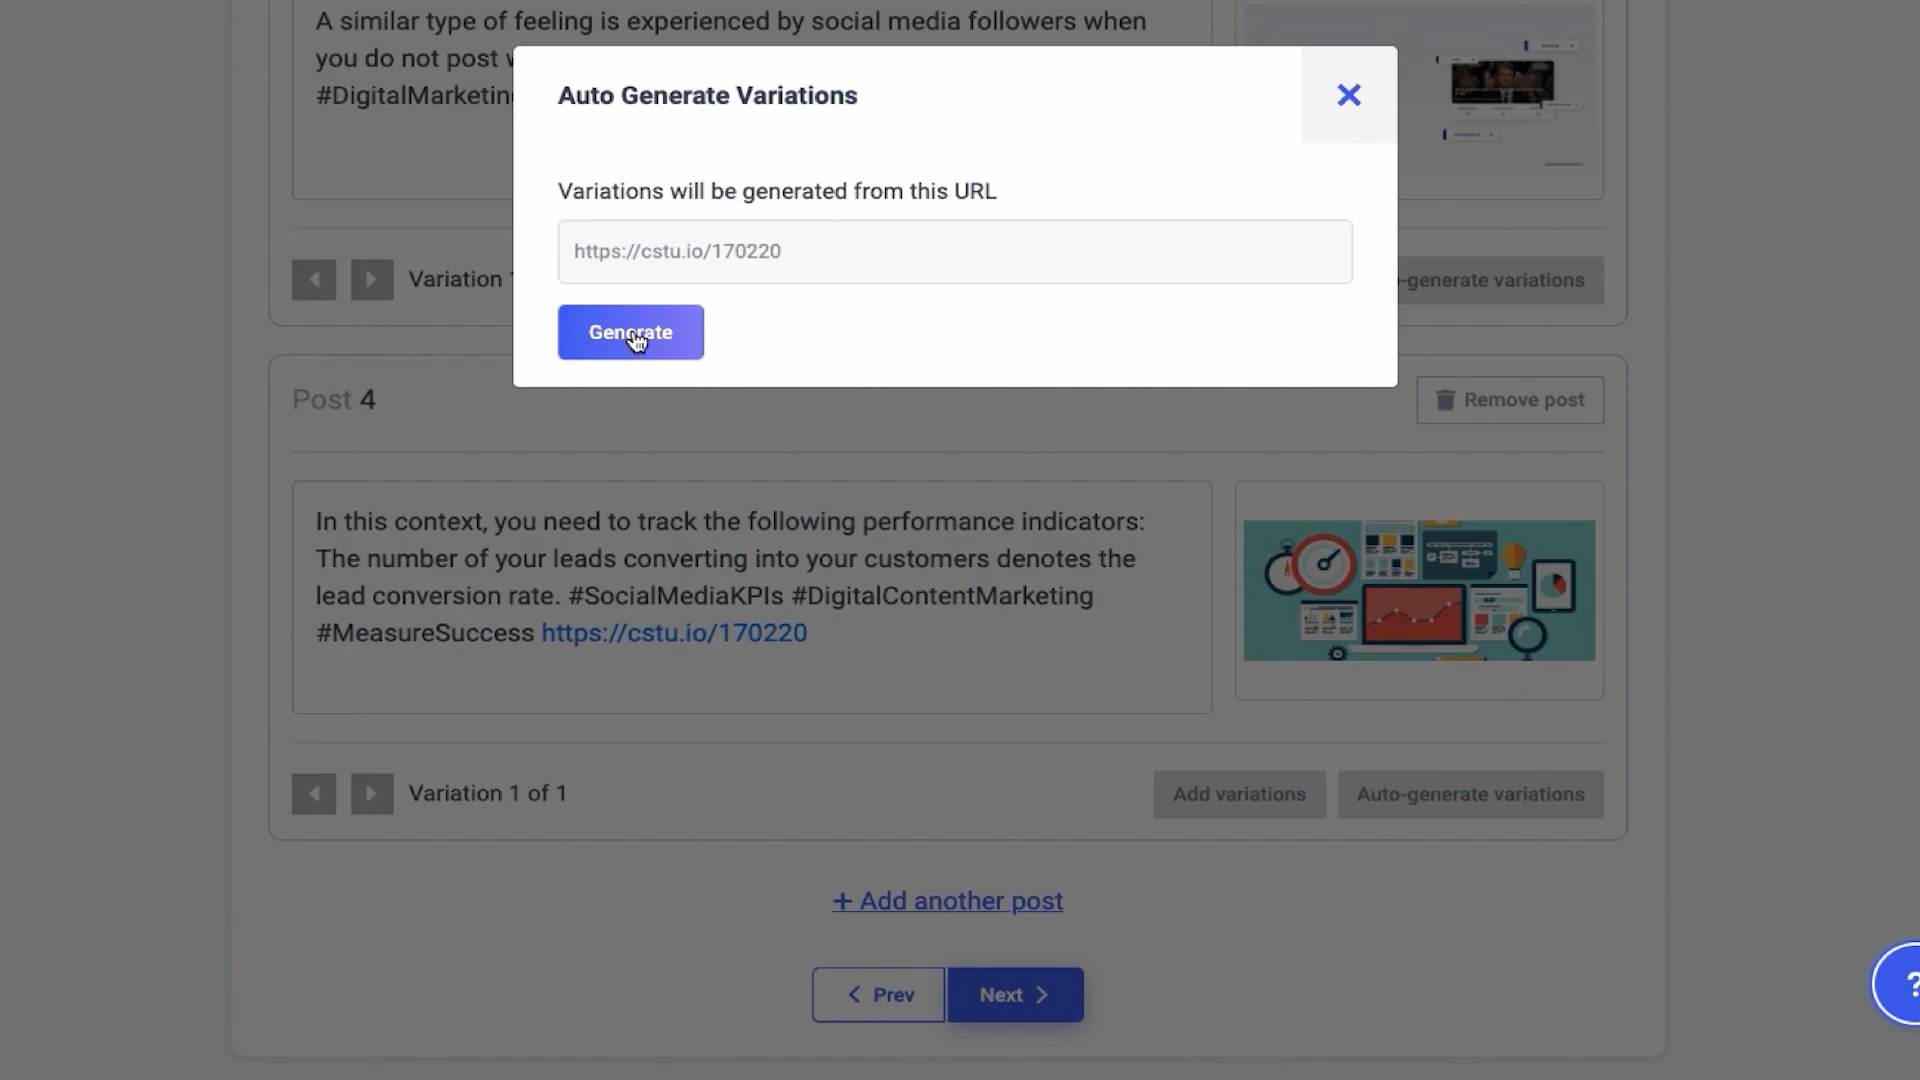 A similar type of feeling is experienced by social media followers when
you do not post
#DigitalMarketing
Auto Generate Variations
Variations will be generated from this URL
https://cstu.io/170220
Generate
Variation
-generate variations
Post 4
Remove post
In this context, you need to track the following performance indicators:
The number of your leads converting into your customers denotes the
lead conversion rate. #SocialMediaKPIs #DigitalContentMarketing
#MeasureSuccess https://cstu.io/170220
Variation 1 of 1
Add variations
Auto-generate variations
+ Add another post
Prev
Next
?